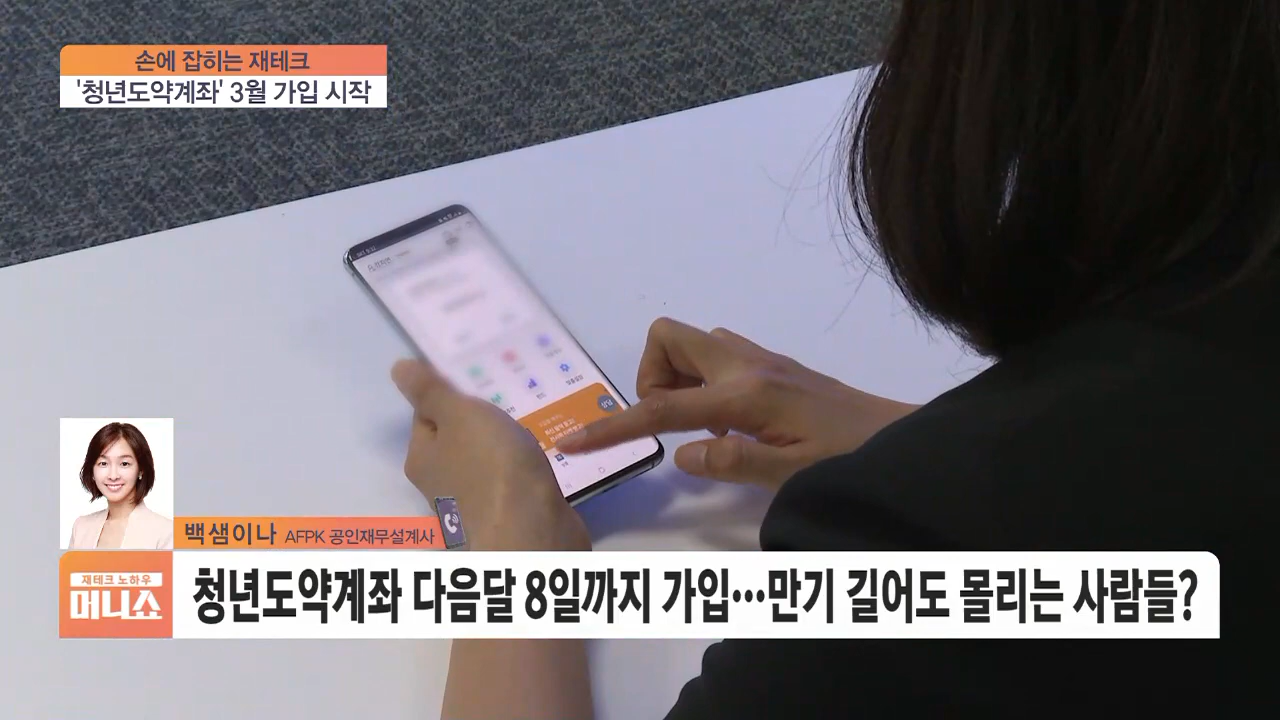 손에 잡히는 재테크
'청년도약계좌' 3월 가입 시작
백샘이나 AFPK 공인재무설계사
재테크 노하우
머니쇼
청년도약계좌 다음달 8일까지 가입…만기 길어도 몰리는 사람들?